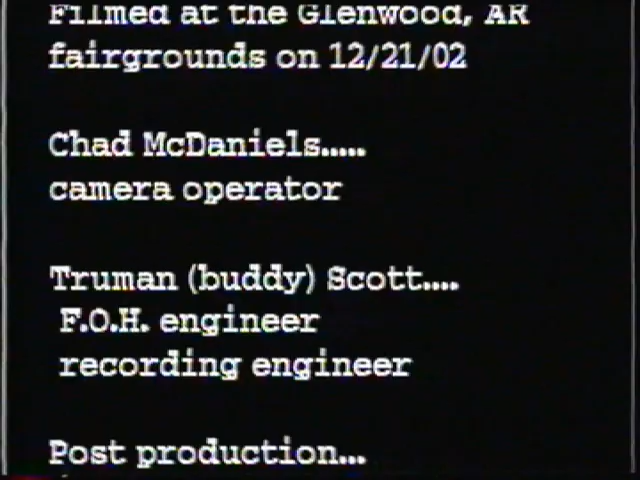 Filmed at the Glenwood, AR
fairgrounds on 12/21/02
Chad McDaniels.....
camera operator
Truman (buddy) Scott....
F.O.H. engineer
recording engineer
Post production...